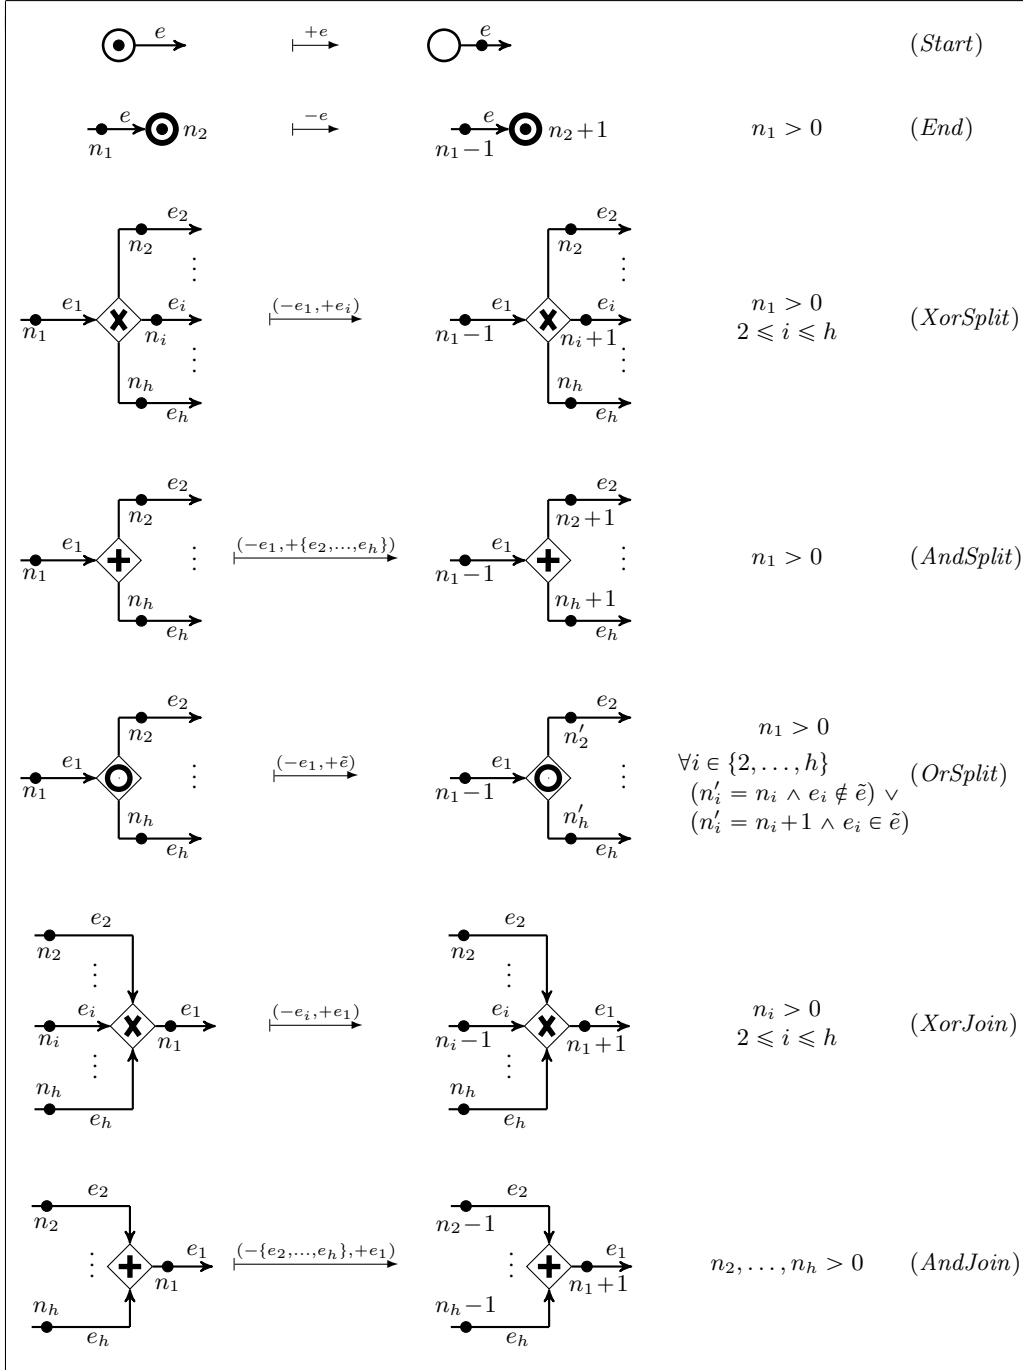 e +e (Start)
e n₂ −e e n₂+1 n₁ > 0 (End)
n₁ n₁−1
e₂ e₂
n₂ n₂
⋮ ⋮
e₁ eᵢ (−e₁,+eᵢ) e₁ eᵢ n₁ > 0 (XorSplit)
n₁ nᵢ n₁−1 nᵢ+1 2 ⩽ i ⩽ h
⋮ ⋮
nₕ nₕ
eₕ eₕ
e₂ e₂
n₂ n₂+1
e₁ ⋮ (−e₁,+{e₂,...,eₕ}) e₁ ⋮ n₁ > 0 (AndSplit)
n₁ n₁−1
nₕ nₕ+1
eₕ eₕ
e₂ e₂
n₂ n′₂ n₁ > 0
e₁ ⋮ (−e₁,+ẽ) e₁ ⋮ ∀i ∈ {2, . . . , h} (OrSplit)
n₁ n₁−1 (n′ᵢ = nᵢ ∧ eᵢ ∉ ẽ) ∨
nₕ n′ₕ (n′ᵢ = nᵢ+1 ∧ eᵢ ∈ ẽ)
eₕ eₕ
e₂ e₂
n₂ n₂
⋮ ⋮
eᵢ e₁ (−eᵢ,+e₁) eᵢ e₁ nᵢ > 0 (XorJoin)
nᵢ n₁ nᵢ−1 n₁+1 2 ⩽ i ⩽ h
⋮ ⋮
nₕ nₕ
eₕ eₕ
e₂ e₂
n₂ n₂−1
⋮ e₁ (−{e₂,...,eₕ},+e₁) ⋮ e₁ n₂, . . . , nₕ > 0 (AndJoin)
n₁ n₁+1
nₕ nₕ−1
eₕ eₕ